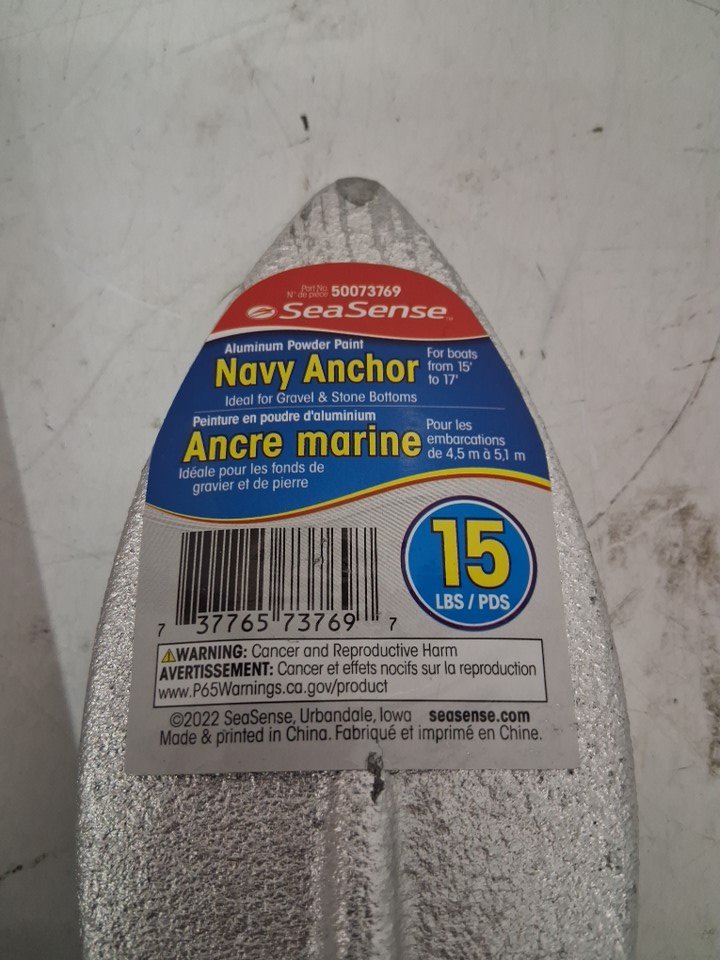 Part No.
N° de pièce 50073769
SeaSense™
Aluminum Powder Paint
Navy Anchor
For boats
from 15'
to 17'
Ideal for Gravel & Stone Bottoms
Peinture en poudre d'aluminium
Ancre marine
Pour les
embarcations
de 4,5 m à 5,1 m
Idéale pour les fonds de
gravier et de pierre
15
LBS / PDS
7 37765 73769 7
WARNING: Cancer and Reproductive Harm
AVERTISSEMENT: Cancer et effets nocifs sur la reproduction
www.P65Warnings.ca.gov/product
©2022 SeaSense, Urbandale, Iowa seasense.com
Made & printed in China. Fabriqué et imprimé en Chine.